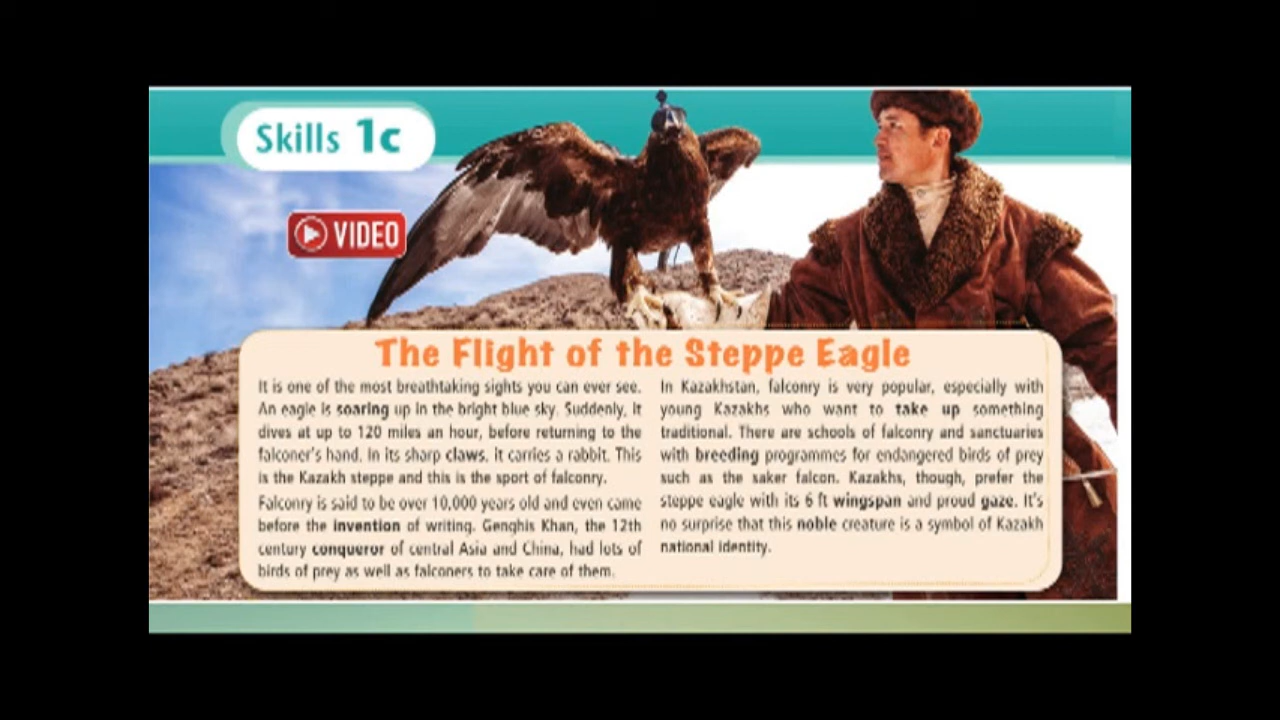 Skills 1c
VIDEO
The Flight of the Steppe Eagle
It is one of the most breathtaking sights you can ever see.
An eagle is soaring up in the bright blue sky. Suddenly, it
dives at up to 120 miles an hour, before returning to the
falconer's hand. In its sharp claws, it carries a rabbit. This
is the Kazakh steppe and this is the sport of falconry.
Falconry is said to be over 10,000 years old and even came
before the invention of writing. Genghis Khan, the 12th
century conqueror of central Asia and China, had lots of
birds of prey as well as falconers to take care of them.
In Kazakhstan, falconry is very popular, especially with
young Kazakhs who want to take up something
traditional. There are schools of falconry and sanctuaries
with breeding programmes for endangered birds of prey
such as the saker falcon. Kazakhs, though, prefer the
steppe eagle with its 6 ft wingspan and proud gaze. It's
no surprise that this noble creature is a symbol of Kazakh
national identity.